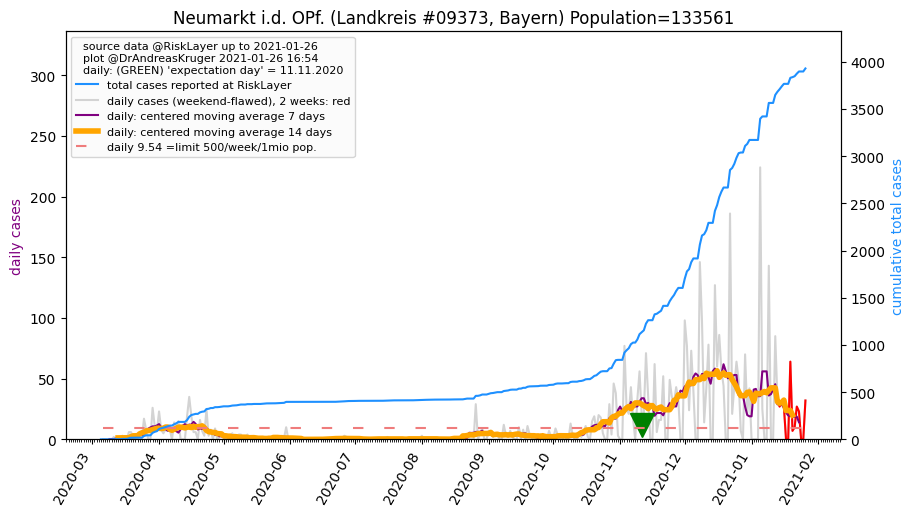 Neumarkt i.d. OPf. (Landkreis #09373, Bayern) Population=133561
source data @RiskLayer up to 2021-01-26
plot @DrAndreasKruger 2021-01-26 16:54
daily: (GREEN) 'expectation day' = 11.11.2020
total cases reported at RiskLayer
daily cases (weekend-flawed), 2 weeks: red
daily: centered moving average 7 days
daily: centered moving average 14 days
daily 9.54 =limit 500/week/1mio pop.
daily cases
300
250
200
150
100
50
0
cumulative total cases
4000
3500
3000
2500
2000
1500
1000
500
0
2020-03
2020-04
2020-05
2020-06
2020-07
2020-08
2020-09
2020-10
2020-11
2020-12
2021-01
2021-02